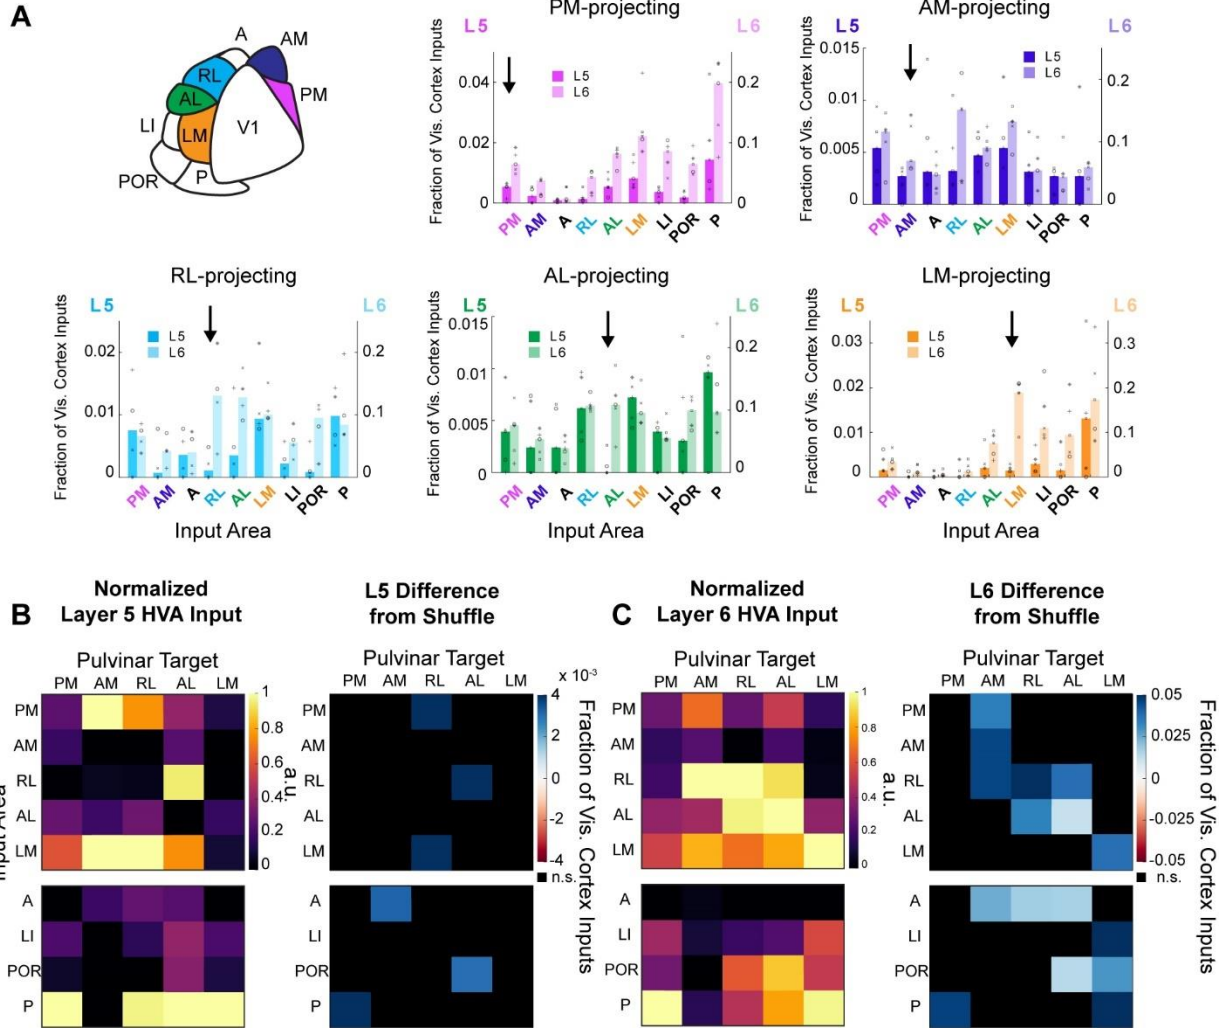 A
A
AM
RL
PM
AL
LI
LM
V1
POR
P
PM-projecting
L5
L6
Fraction of Vis. Cortex Inputs
0.04
0.02
0
L5
L6
0.2
0.1
0
PM
AM
A
RL
AL
LM
LI
POR
P
AM-projecting
L5
L6
Fraction of Vis. Cortex Inputs
0.015
0.01
0.005
0
L5
L6
0.2
0.1
0
PM
AM
A
RL
AL
LM
LI
POR
P
RL-projecting
L5
L6
Fraction of Vis. Cortex Inputs
0.02
0.01
0
L5
L6
0.2
0.1
0
PM
AM
A
RL
AL
LM
LI
POR
P
Input Area
AL-projecting
L5
L6
Fraction of Vis. Cortex Inputs
0.015
0.01
0.005
0
L5
L6
0.2
0.1
0
PM
AM
A
RL
AL
LM
LI
POR
P
Input Area
LM-projecting
L5
L6
Fraction of Vis. Cortex Inputs
0.03
0.02
0.01
0
L5
L6
0.3
0.2
0.1
0
PM
AM
A
RL
AL
LM
LI
POR
P
Input Area
B
Normalized
Layer 5 HVA Input
Pulvinar Target
PM AM RL AL LM
PM
AM
RL
AL
LM
A
LI
POR
P
1
0.8
0.6
0.4
0.2
0
a.u.
L5 Difference
from Shuffle
Pulvinar Target
PM AM RL AL LM
x 10-3
4
2
0
-2
-4
n.s.
Fraction of Vis. Cortex Inputs
C
Normalized
Layer 6 HVA Input
Pulvinar Target
PM AM RL AL LM
PM
AM
RL
AL
LM
A
LI
POR
P
1
0.8
0.6
0.4
0.2
0
a.u.
L6 Difference
from Shuffle
Pulvinar Target
PM AM RL AL LM
PM
AM
RL
AL
LM
A
LI
POR
P
0.05
0.025
0
-0.025
-0.05
n.s.
Fraction of Vis. Cortex Inputs